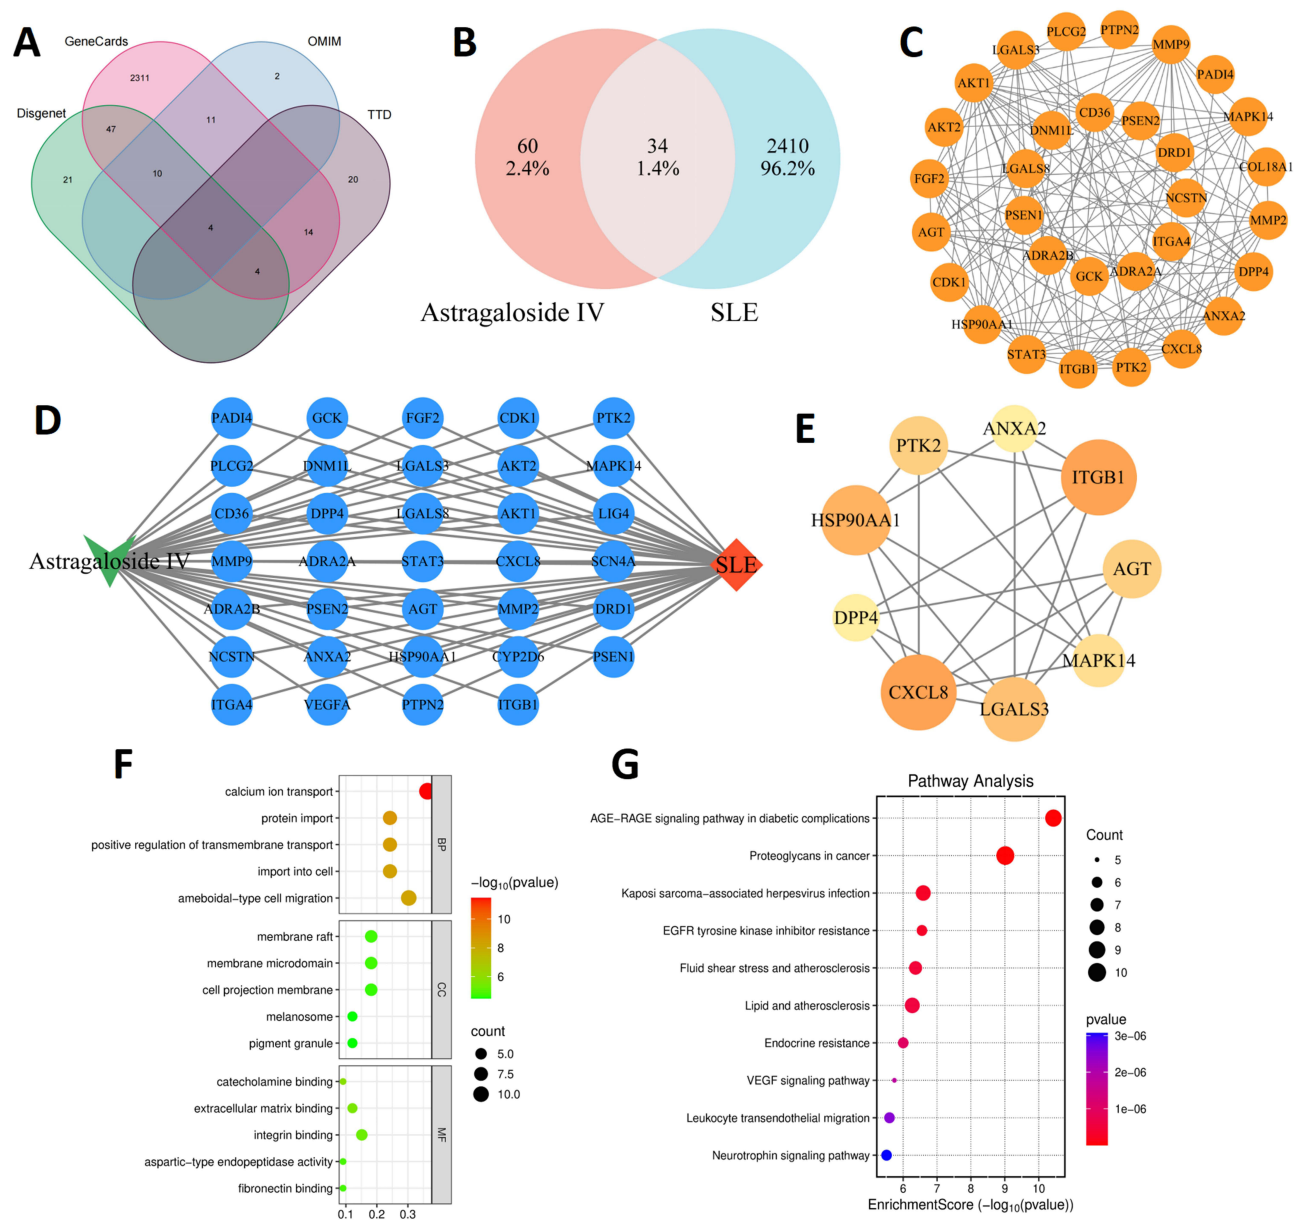 A
GeneCards
OMIM
Disgenet
TTD
2311
2
47
11
21
10
20
4
14
4
B
60
2.4%
34
1.4%
2410
96.2%
Astragaloside IV
SLE
C
PLCG2
PTPN2
LGALS3
MMP9
AKT1
PADI4
CD36
AKT2
DNM1L
PSEN2
MAPK14
DRD1
FGF2
LGALS8
COL18A1
NCSTN
PSEN1
AGT
MMP2
ITGA4
ADRA2B
CDK1
GCK
ADRA2A
DPP4
HSP90AA1
ANXA2
STAT3
ITGB1
PTK2
CXCL8
D
PADI4
GCK
FGF2
CDK1
PTK2
PLCG2
DNM1L
LGALS3
AKT2
MAPK14
CD36
DPP4
LGALS8
AKT1
LIG4
Astragaloside IV
MMP9
ADRA2A
STAT3
CXCL8
SCN4A
SLE
ADRA2B
PSEN2
AGT
MMP2
DRD1
NCSTN
ANXA2
HSP90AA1
CYP2D6
PSEN1
ITGA4
VEGFA
PTPN2
ITGB1
E
ANXA2
PTK2
ITGB1
HSP90AA1
AGT
DPP4
MAPK14
CXCL8
LGALS3
F
calcium ion transport
protein import
positive regulation of transmembrane transport
import into cell
ameboidal−type cell migration
BP
membrane raft
membrane microdomain
cell projection membrane
melanosome
pigment granule
CC
catecholamine binding
extracellular matrix binding
integrin binding
aspartic−type endopeptidase activity
fibronectin binding
MF
0.1 0.2 0.3
−log10(pvalue)
10
8
6
count
5.0
7.5
10.0
G
Pathway Analysis
AGE−RAGE signaling pathway in diabetic complications
Proteoglycans in cancer
Kaposi sarcoma−associated herpesvirus infection
EGFR tyrosine kinase inhibitor resistance
Fluid shear stress and atherosclerosis
Lipid and atherosclerosis
Endocrine resistance
VEGF signaling pathway
Leukocyte transendothelial migration
Neurotrophin signaling pathway
6 7 8 9 10
EnrichmentScore (−log10(pvalue))
Count
5
6
7
8
9
10
pvalue
3e−06
2e−06
1e−06